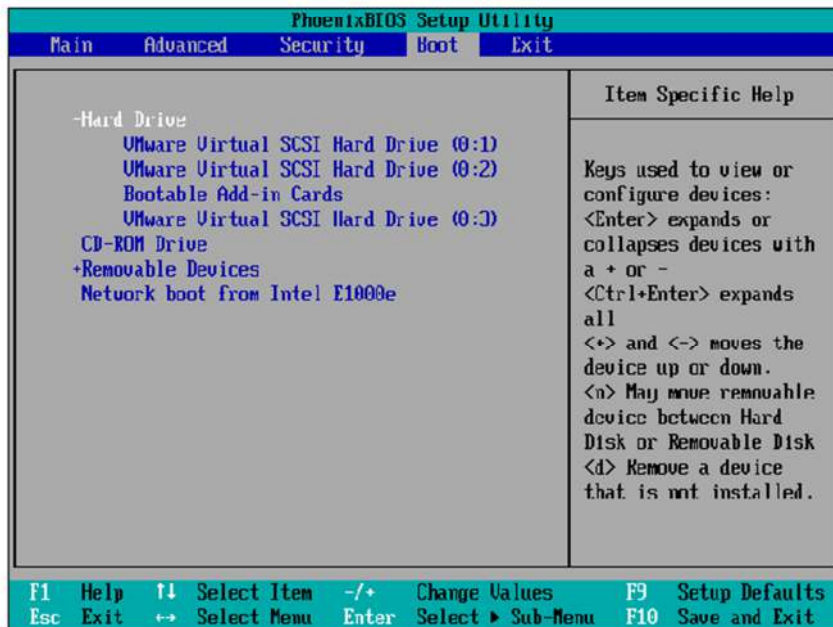 PhoenixBIOS Setup Utility
Main Advanced Security Boot Exit
-Hard Drive
VMware Virtual SCSI Hard Drive (0:1)
VMware Virtual SCSI Hard Drive (0:2)
Bootable Add-in Cards
VMware Virtual SCSI Hard Drive (0:3)
CD-ROM Drive
+Removable Devices
Network boot from Intel E1000e
Item Specific Help
Keys used to view or
configure devices:
<Enter> expands or
collapses devices with
a + or -
<Ctrl+Enter> expands
all
<+> and <-> moves the
device up or down.
<n> May move removable
device between Hard
Disk or Removable Disk
<d> Remove a device
that is not installed.
F1 Help ↑↓ Select Item -/+ Change Values F9 Setup Defaults
Esc Exit ↔ Select Menu Enter Select ▶ Sub-Menu F10 Save and Exit